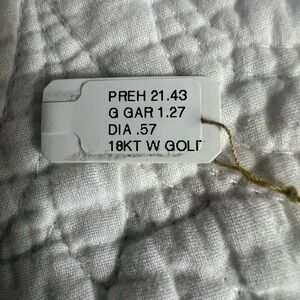 PREH 21.43
G GAR 1.27
DIA .57
18KT W GOLD